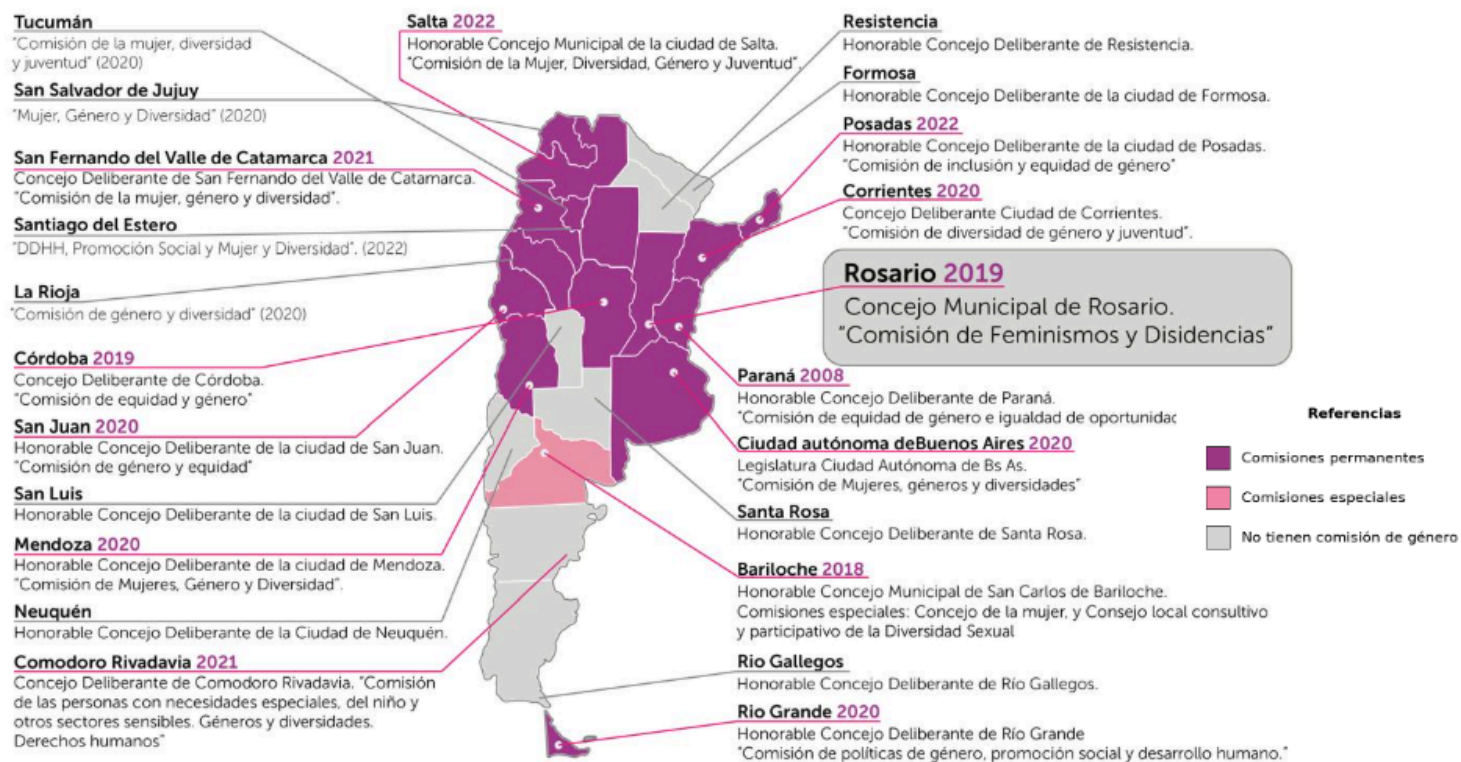 Tucumán
"Comisión de la mujer, diversidad
y juventud" (2020)
San Salvador de Jujuy
"Mujer, Género y Diversidad" (2020)
San Fernando del Valle de Catamarca 2021
Concejo Deliberante de San Fernando del Valle de Catamarca.
"Comisión de la mujer, género y diversidad".
Santiago del Estero
"DDHH, Promoción Social y Mujer y Diversidad". (2022)
La Rioja
"Comisión de género y diversidad" (2020)
Córdoba 2019
Concejo Deliberante de Córdoba.
"Comisión de equidad y género"
San Juan 2020
Honorable Concejo Deliberante de la ciudad de San Juan.
"Comisión de género y equidad"
San Luis
Honorable Concejo Deliberante de la ciudad de San Luis.
Mendoza 2020
Honorable Concejo Deliberante de la ciudad de Mendoza.
"Comisión de Mujeres, Género y Diversidad".
Neuquén
Honorable Concejo Deliberante de la Ciudad de Neuquén.
Comodoro Rivadavia 2021
Concejo Deliberante de Comodoro Rivadavia. "Comisión
de las personas con necesidades especiales, del niño y
otros sectores sensibles. Géneros y diversidades.
Derechos humanos"
Salta 2022
Honorable Concejo Municipal de la ciudad de Salta.
"Comisión de la Mujer, Diversidad, Género y Juventud".
Resistencia
Honorable Concejo Deliberante de Resistencia.
Formosa
Honorable Concejo Deliberante de la ciudad de Formosa.
Posadas 2022
Honorable Concejo Deliberante de la ciudad de Posadas.
"Comisión de inclusión y equidad de género"
Corrientes 2020
Concejo Deliberante Ciudad de Corrientes.
"Comisión de diversidad de género y juventud".
Rosario 2019
Concejo Municipal de Rosario.
"Comisión de Feminismos y Disidencias"
Paraná 2008
Honorable Concejo Deliberante de Paraná.
"Comisión de equidad de género e igualdad de oportunidac
Ciudad autónoma deBuenos Aires 2020
Legislatura Ciudad Autónoma de Bs As.
"Comisión de Mujeres, géneros y diversidades"
Santa Rosa
Honorable Concejo Deliberante de Santa Rosa.
Bariloche 2018
Honorable Concejo Municipal de San Carlos de Bariloche.
Comisiones especiales: Concejo de la mujer, y Consejo local consultivo
y participativo de la Diversidad Sexual
Rio Gallegos
Honorable Concejo Deliberante de Río Gallegos.
Rio Grande 2020
Honorable Concejo Deliberante de Río Grande
"Comisión de políticas de género, promoción social y desarrollo humano."
Referencias
Comisiones permanentes
Comisiones especiales
No tienen comisión de género